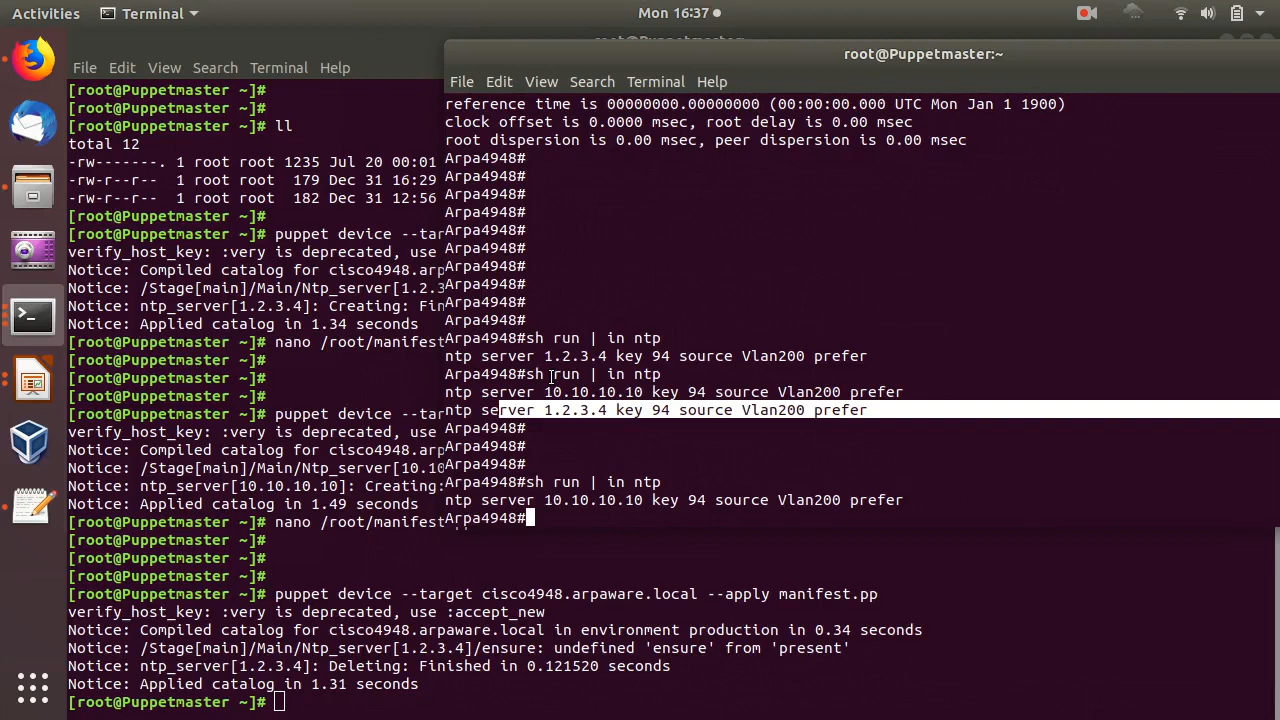 Activities Terminal Mon 16:37
File Edit View Search Terminal Help
[root@Puppetmaster ~]#
[root@Puppetmaster ~]#
[root@Puppetmaster ~]# ll
total 12
-rw-------. 1 root root 1235 Jul 20 00:01
-rw-r--r-- 1 root root 179 Dec 31 16:29
-rw-r--r-- 1 root root 182 Dec 31 12:56
[root@Puppetmaster ~]#
[root@Puppetmaster ~]# puppet device --targ
verify_host_key: :very is deprecated, use
Notice: Compiled catalog for cisco4948.arp
Notice: /Stage[main]/Main/Ntp_server[1.2.3
Notice: ntp_server[1.2.3.4]: Creating: Fin
Notice: Applied catalog in 1.34 seconds
[root@Puppetmaster ~]# nano /root/manifest
[root@Puppetmaster ~]#
[root@Puppetmaster ~]#
[root@Puppetmaster ~]#
[root@Puppetmaster ~]# puppet device --targ
verify_host_key: :very is deprecated, use
Notice: Compiled catalog for cisco4948.arp
Notice: /Stage[main]/Main/Ntp_server[10.10
Notice: ntp_server[10.10.10.10]: Creating:
Notice: Applied catalog in 1.49 seconds
[root@Puppetmaster ~]# nano /root/manifest
[root@Puppetmaster ~]#
[root@Puppetmaster ~]#
[root@Puppetmaster ~]#
[root@Puppetmaster ~]# puppet device --target cisco4948.arpaware.local --apply manifest.pp
verify_host_key: :very is deprecated, use :accept_new
Notice: Compiled catalog for cisco4948.arpaware.local in environment production in 0.34 seconds
Notice: /Stage[main]/Main/Ntp_server[1.2.3.4]/ensure: undefined 'ensure' from 'present'
Notice: ntp_server[1.2.3.4]: Deleting: Finished in 0.121520 seconds
Notice: Applied catalog in 1.31 seconds
[root@Puppetmaster ~]#
root@Puppetmaster:~
File Edit View Search Terminal Help
reference time is 00000000.00000000 (00:00:00.000 UTC Mon Jan 1 1900)
clock offset is 0.0000 msec, root delay is 0.00 msec
root dispersion is 0.00 msec, peer dispersion is 0.00 msec
Arpa4948#
Arpa4948#
Arpa4948#
Arpa4948#
Arpa4948#
Arpa4948#
Arpa4948#
Arpa4948#
Arpa4948#
Arpa4948#
Arpa4948#sh run | in ntp
ntp server 1.2.3.4 key 94 source Vlan200 prefer
Arpa4948#sh run | in ntp
ntp server 10.10.10.10 key 94 source Vlan200 prefer
ntp server 1.2.3.4 key 94 source Vlan200 prefer
Arpa4948#
Arpa4948#
Arpa4948#
Arpa4948#sh run | in ntp
ntp server 10.10.10.10 key 94 source Vlan200 prefer
Arpa4948#